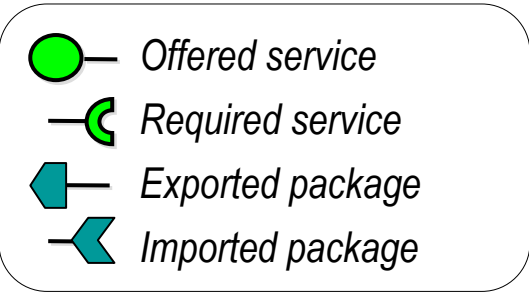 Offered service
Required service
Exported package
Imported package